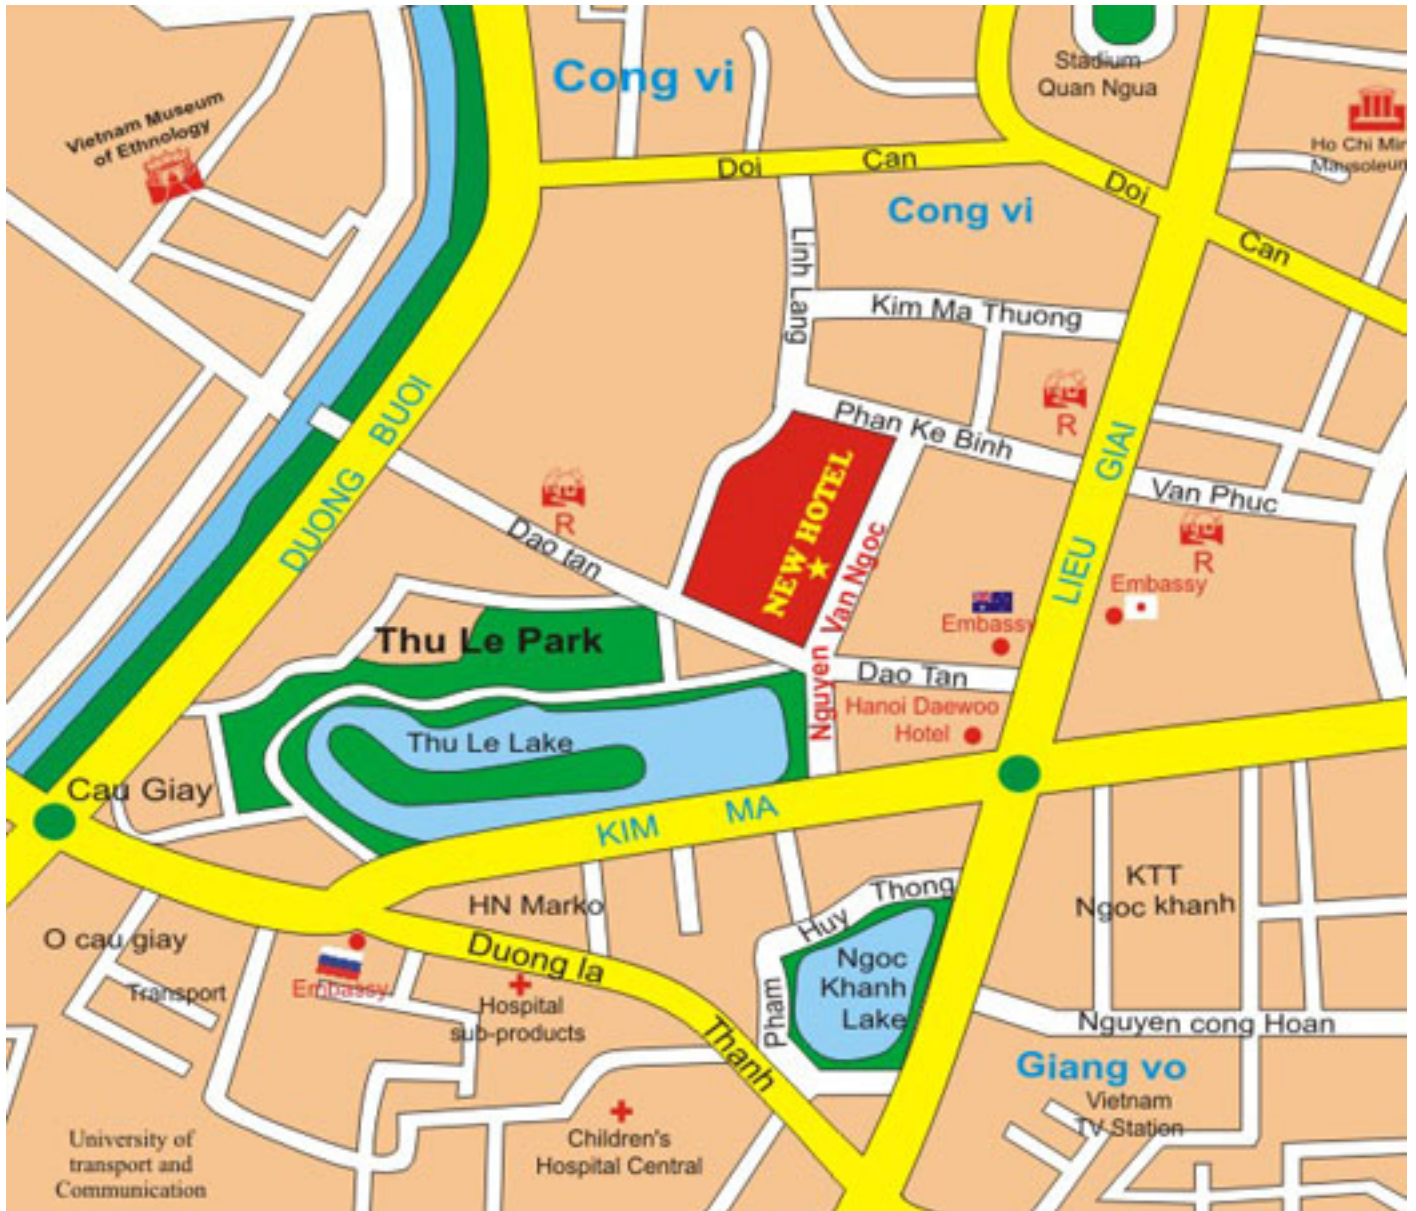 Cong vi
Stadium
Quan Ngua
Vietnam Museum
of Ethnology
Ho Chi Min
Mausoleum
Doi Can
Doi
Can
Cong vi
Linh Lang
Kim Ma Thuong
DUONG BUOI
Phan Ke Binh
LIEU GIAI
R
Van Phuc
NEW HOTEL
R
Dao tan
Nguyen Van Ngoc
R
Embassy
Embassy
Thu Le Park
Dao Tan
Hanoi Daewoo
Hotel
Thu Le Lake
Cau Giay
KIM MA
HN Marko
KTT
Ngoc khanh
Pham Huy Thong
O cau giay
Duong la Thanh
Ngoc
Khanh
Lake
Transport
Embassy
Hospital
sub-products
Nguyen cong Hoan
Giang vo
Vietnam
TV Station
University of
transport and
Communication
Children's
Hospital Central